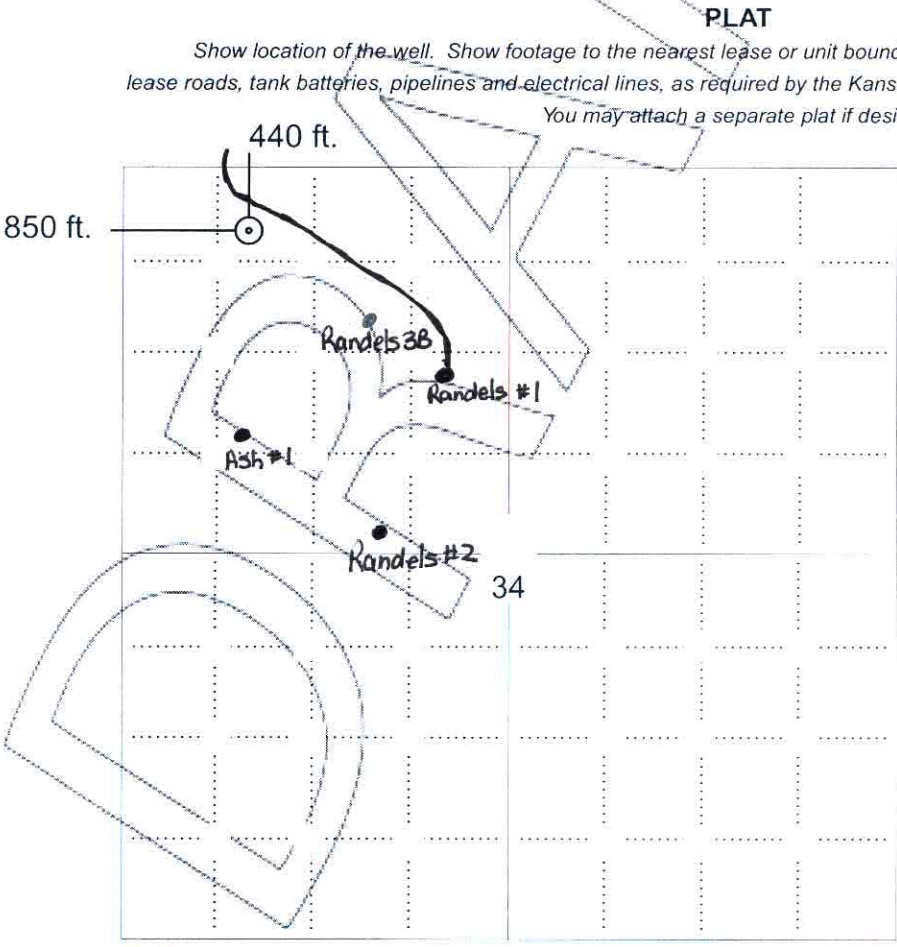 PLAT
Show location of the well. Show footage to the nearest lease or unit bound
lease roads, tank batteries, pipelines and electrical lines, as required by the Kans
You may attach a separate plat if desi
440 ft.
850 ft.
Randels 3B
Randels #1
Ash #1
Randels #2
34
DRA